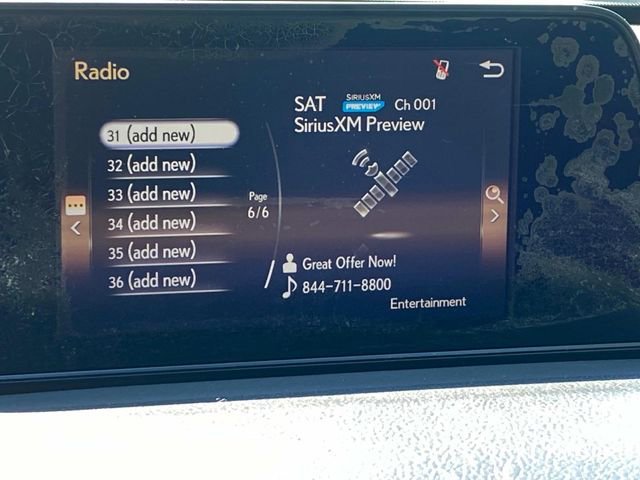 Radio
31 (add new)
32 (add new)
33 (add new)
34 (add new)
35 (add new)
36 (add new)
Page
6/6
SAT SIRIUSXM PREVIEW Ch 001
SiriusXM Preview
Great Offer Now!
844-711-8800
Entertainment